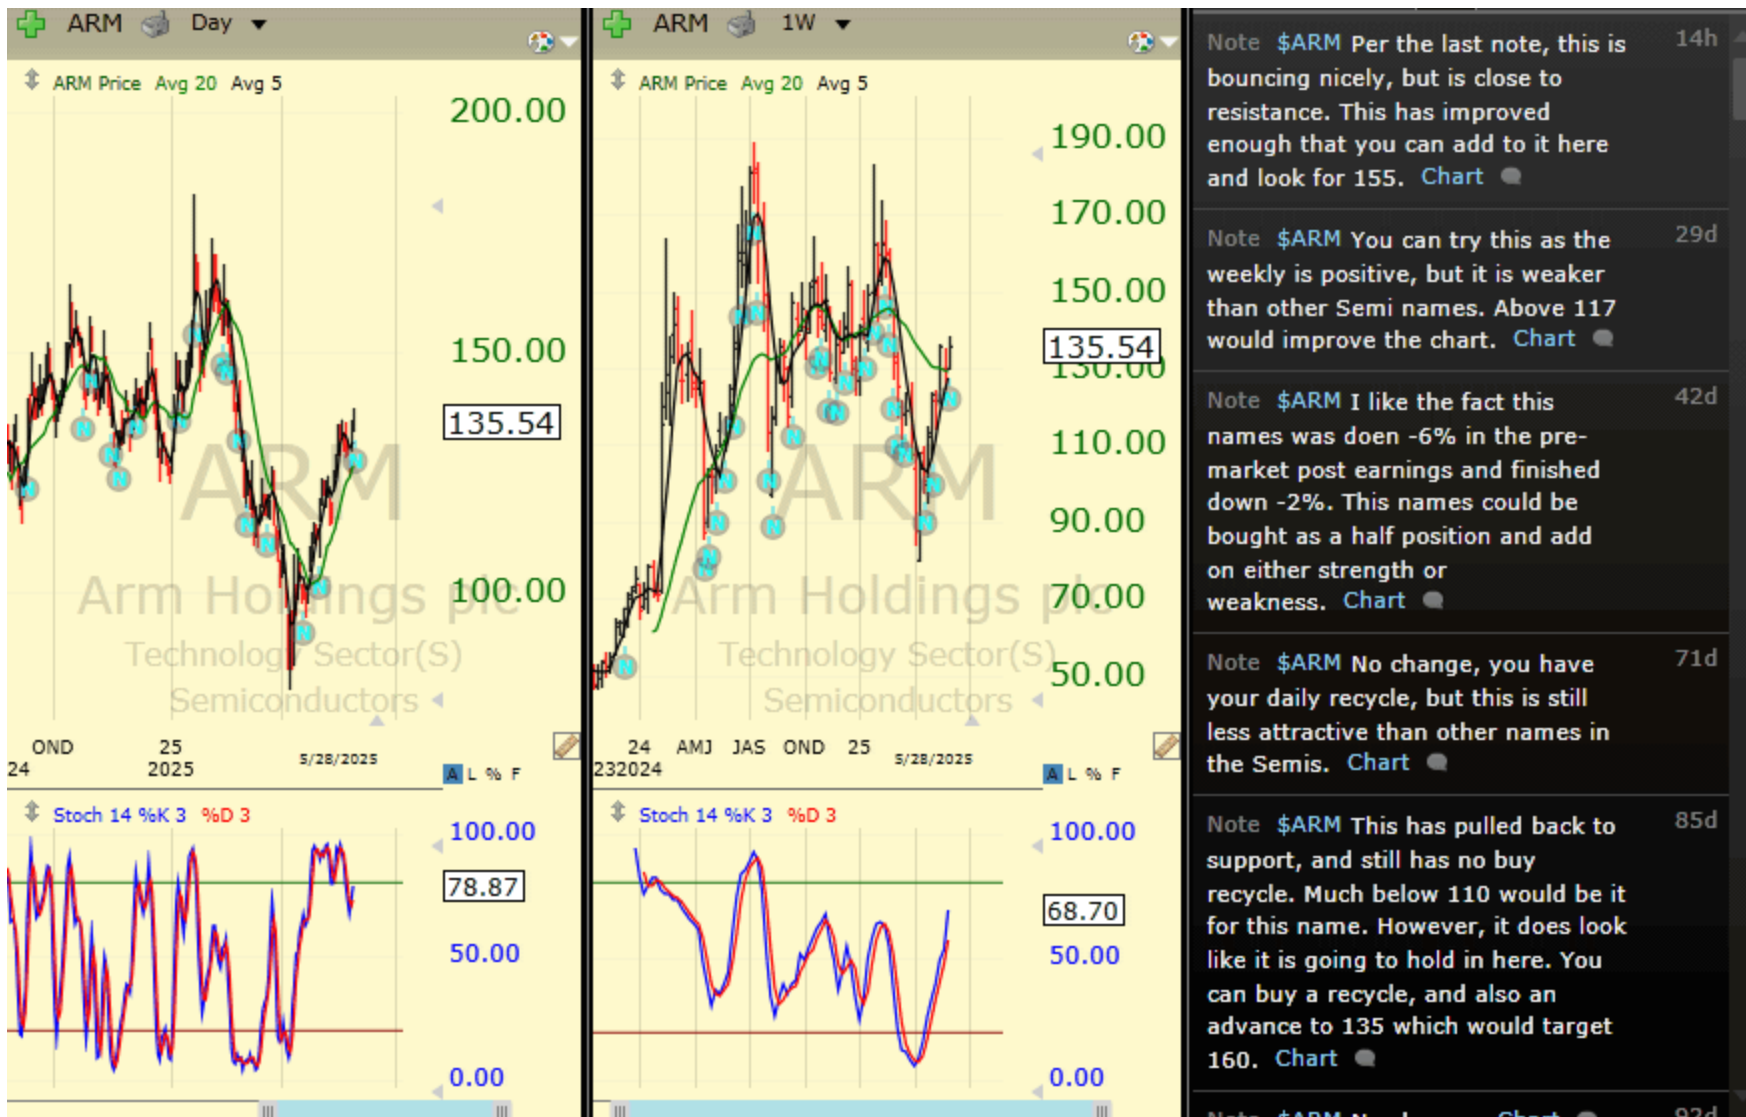 ARM Day
ARM Price Avg 20 Avg 5
200.00
150.00
135.54
100.00
ARM
Arm Holdings plc
Technology Sector(S)
Semiconductors
OND 25 5/28/2025
24 2025
A L % F
Stoch 14 %K 3 %D 3
100.00
78.87
50.00
0.00
ARM 1W
ARM Price Avg 20 Avg 5
190.00
170.00
150.00
135.54
130.00
110.00
90.00
70.00
50.00
ARM
Arm Holdings plc
Technology Sector(S)
Semiconductors
24 AMJ JAS OND 25 5/28/2025
232024
A L % F
Stoch 14 %K 3 %D 3
100.00
68.70
50.00
0.00
Note $ARM Per the last note, this is 14h
bouncing nicely, but is close to
resistance. This has improved
enough that you can add to it here
and look for 155. Chart
Note $ARM You can try this as the 29d
weekly is positive, but it is weaker
than other Semi names. Above 117
would improve the chart. Chart
Note $ARM I like the fact this 42d
names was doen -6% in the pre-
market post earnings and finished
down -2%. This names could be
bought as a half position and add
on either strength or
weakness. Chart
Note $ARM No change, you have 71d
your daily recycle, but this is still
less attractive than other names in
the Semis. Chart
Note $ARM This has pulled back to 85d
support, and still has no buy
recycle. Much below 110 would be it
for this name. However, it does look
like it is going to hold in here. You
can buy a recycle, and also an
advance to 135 which would target
160. Chart
Note $ARM Chart 92d